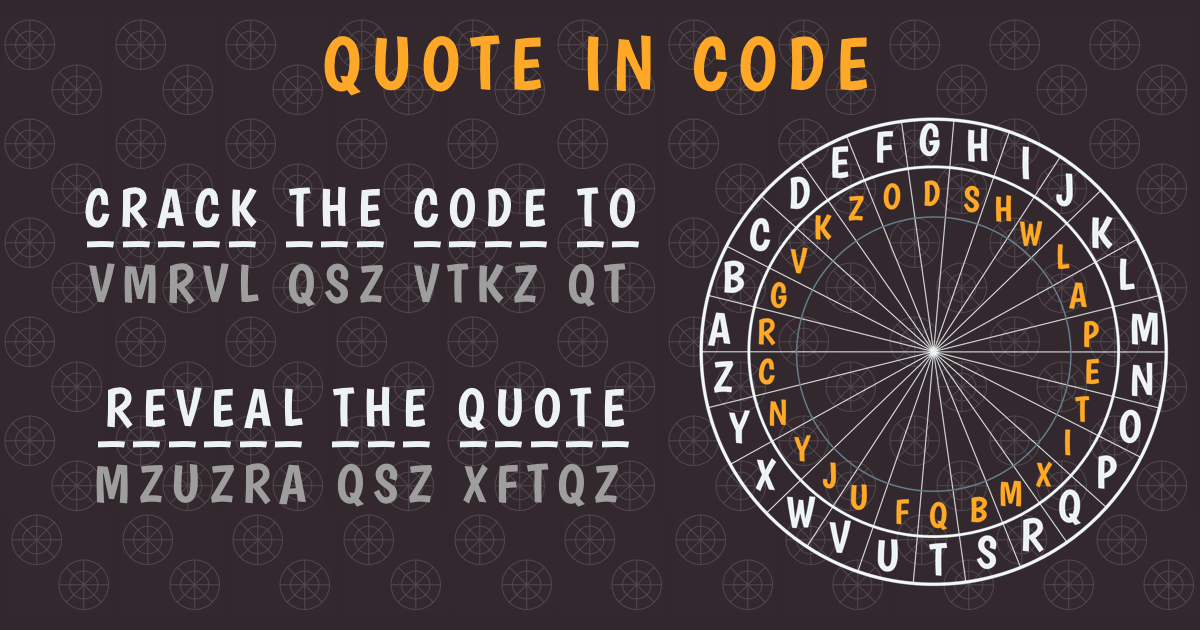 QUOTE IN CODE
CRACK THE CODE TO
VMRVL QSZ VTKZ QT
REVEAL THE QUOTE
MZUZRA QSZ XFTQZ
A B C D E F G H I J K L M N O P Q R S T U V W X Y Z
R G V K Z O D S H W L A P E T I X M B Q F U J Y N C